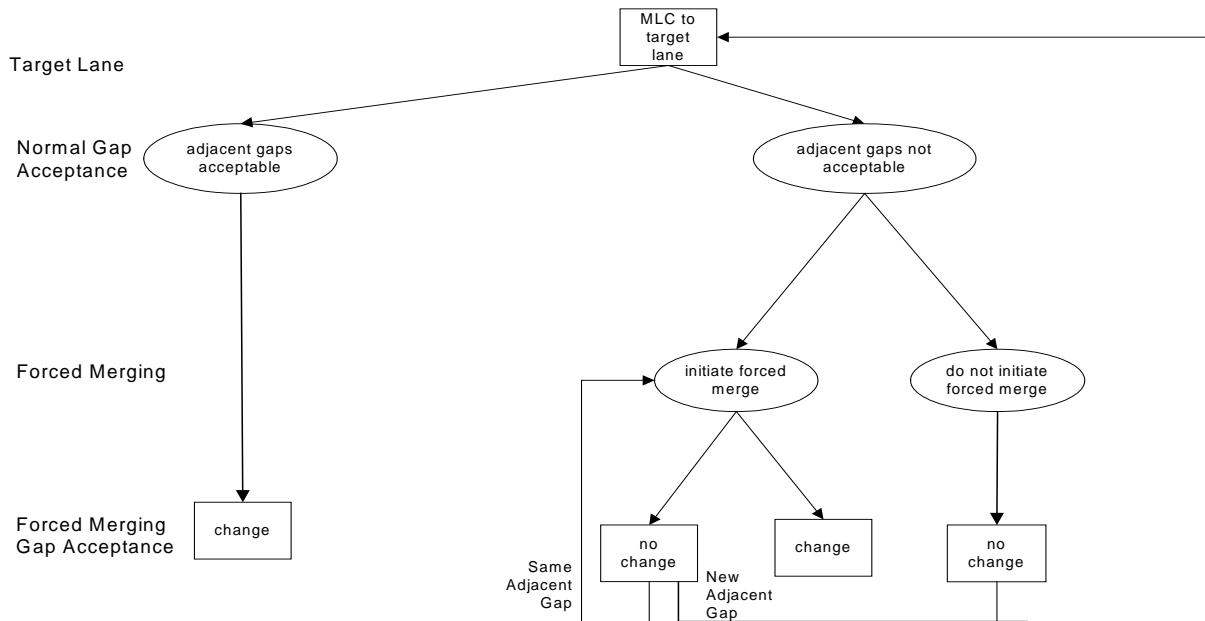 MLC to
target
lane
Target Lane
Normal Gap
Acceptance
adjacent gaps
acceptable
adjacent gaps not
acceptable
Forced Merging
initiate forced
merge
do not initiate
forced merge
Forced Merging
Gap Acceptance
change
no
change
change
no
change
Same
Adjacent
Gap
New
Adjacent
Gap